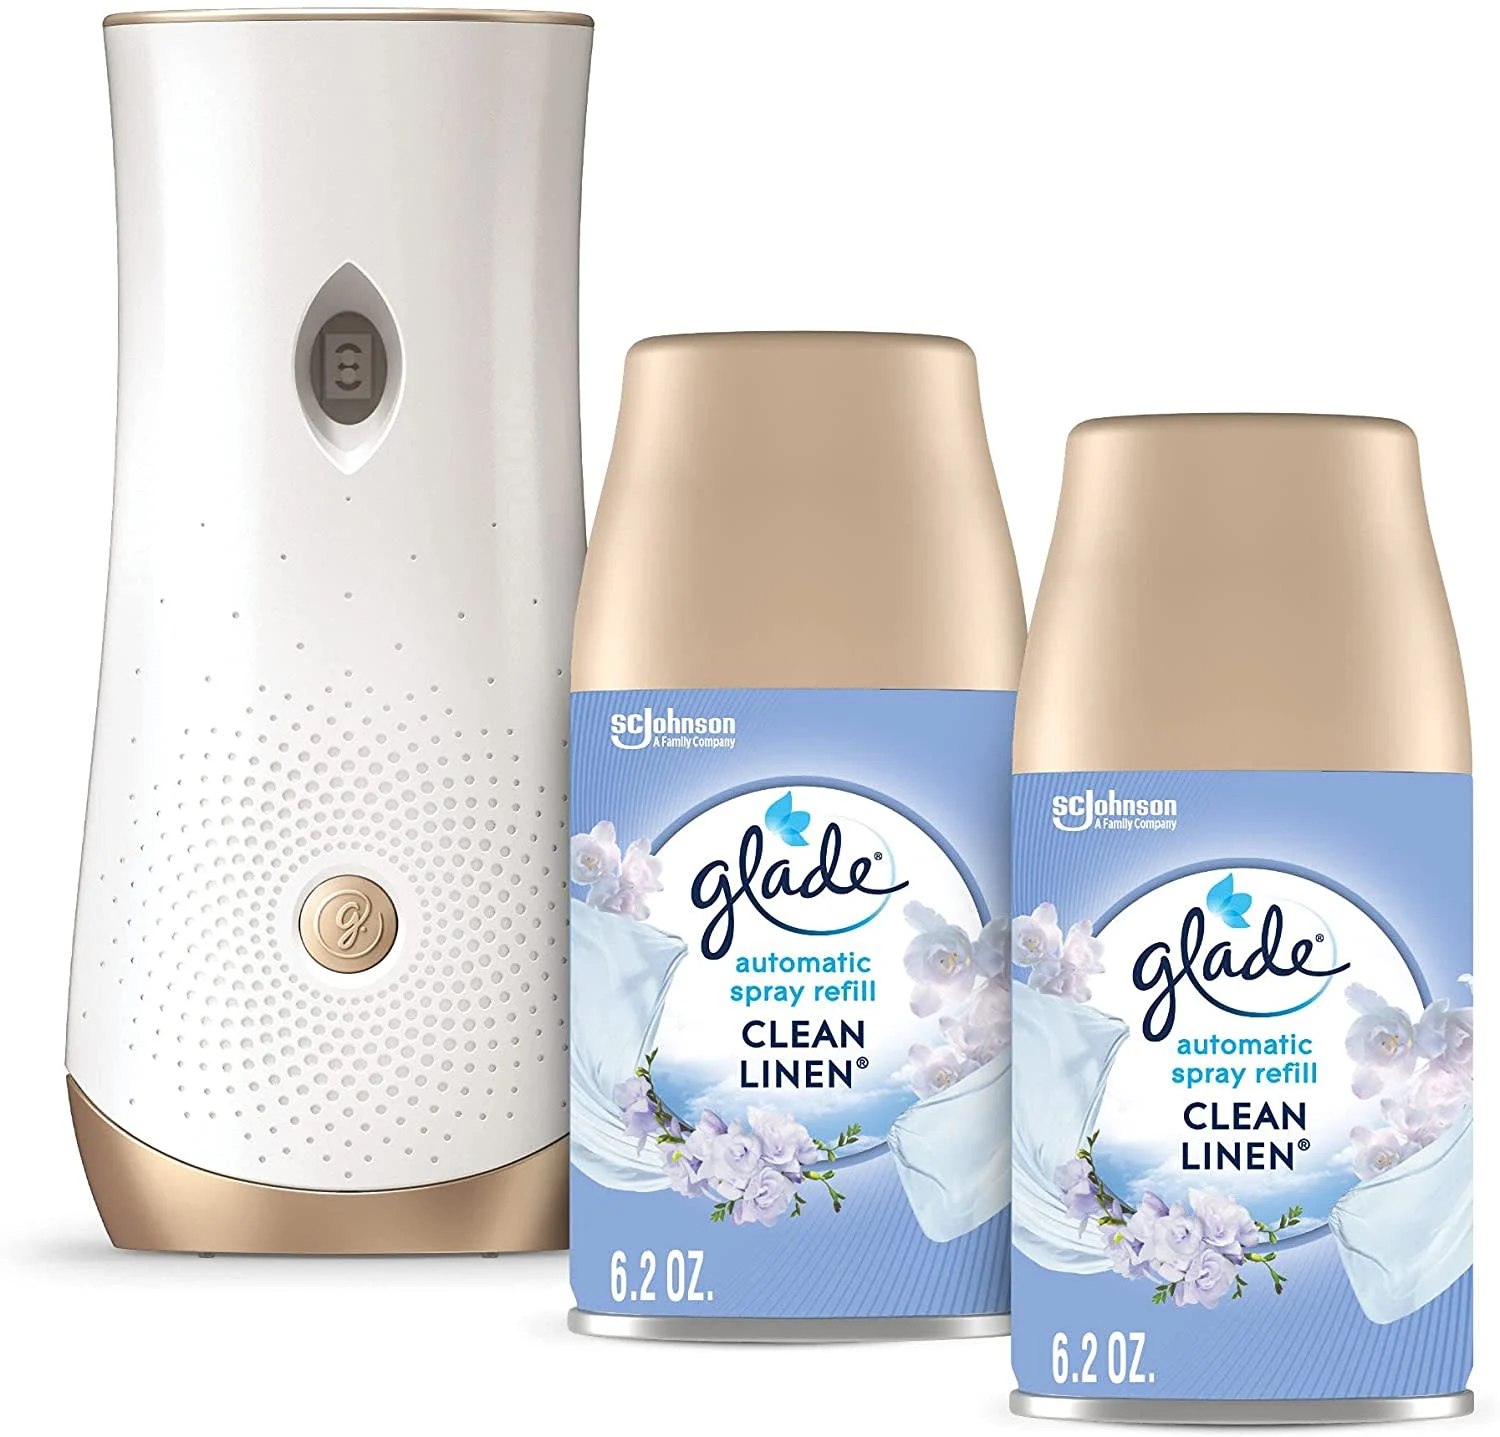 g.
SCJohnson
A Family Company
glade®
automatic
spray refill
CLEAN
LINEN®
6.2 OZ.
SCJohnson
A Family Company
glade®
automatic
spray refill
CLEAN
LINEN®
6.2 OZ.